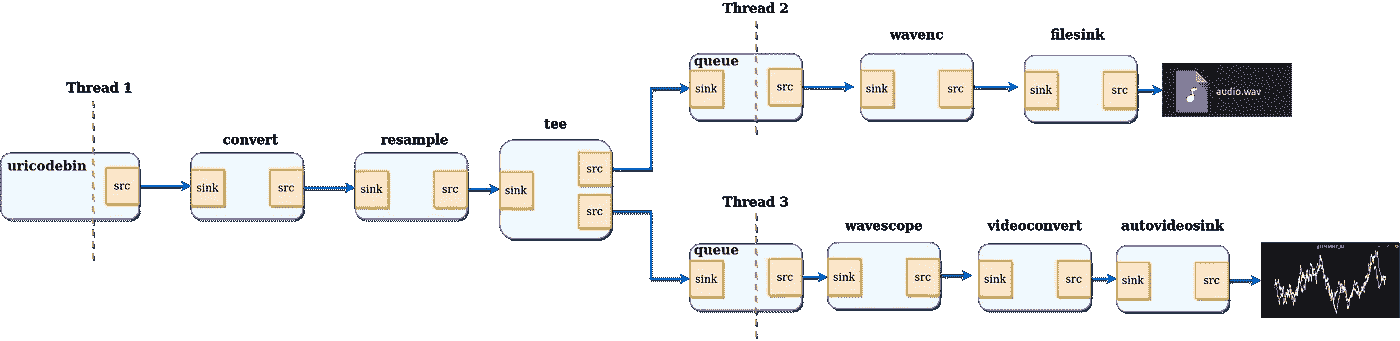 Thread 1
uricodebin
src
convert
sink
src
resample
sink
src
tee
sink
src
src
Thread 2
queue
sink
src
wavenc
sink
src
filesink
sink
src
audio.wav
Thread 3
queue
sink
src
wavescope
sink
src
videoconvert
sink
src
autovideosink
sink
src